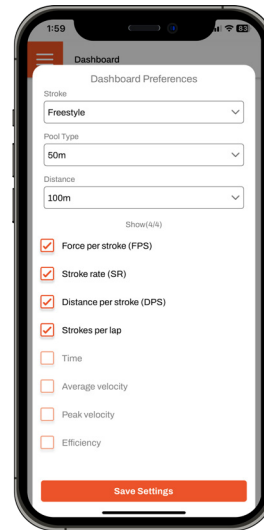 1:59
83
Dashboard
Dashboard Preferences
Stroke
Freestyle
Pool Type
50m
Distance
100m
Show(4/4)
Force per stroke (FPS)
Stroke rate (SR)
Distance per stroke (DPS)
Strokes per lap
Time
Average velocity
Peak velocity
Efficiency
Save Settings